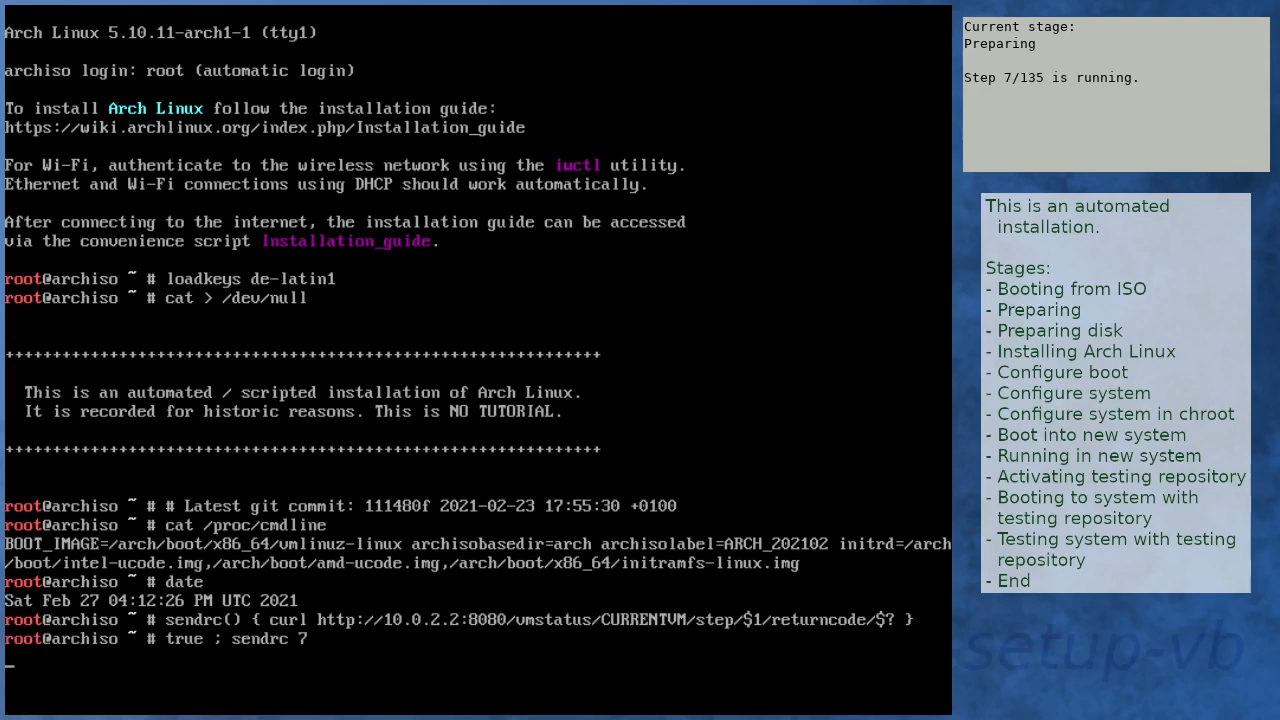 Arch Linux 5.10.11-arch1-1 (tty1)
archiso login: root (automatic login)
To install Arch Linux follow the installation guide:
https://wiki.archlinux.org/index.php/Installation_guide
For Wi-Fi, authenticate to the wireless network using the iwctl utility.
Ethernet and Wi-Fi connections using DHCP should work automatically.
After connecting to the internet, the installation guide can be accessed
via the convenience script Installation_guide.
root@archiso ~ # loadkeys de-latin1
root@archiso ~ # cat > /dev/null
++++++++++++++++++++++++++++++++++++++++++++++++++++++++++++++++
This is an automated / scripted installation of Arch Linux.
It is recorded for historic reasons. This is NO TUTORIAL.
++++++++++++++++++++++++++++++++++++++++++++++++++++++++++++++++
root@archiso ~ # # Latest git commit: 111480f 2021-02-23 17:55:30 +0100
root@archiso ~ # cat /proc/cmdline
BOOT_IMAGE=/arch/boot/x86_64/vmlinuz-linux archisobasedir=arch archisolabel=ARCH_202102 initrd=/arch
/boot/intel-ucode.img,/arch/boot/amd-ucode.img,/arch/boot/x86_64/initramfs-linux.img
root@archiso ~ # date
Sat Feb 27 04:12:26 PM UTC 2021
root@archiso ~ # sendrc() { curl http://10.0.2.2:8080/vmstatus/CURRENTVM/step/$1/returncode/$? }
root@archiso ~ # true ; sendrc 7
_
Current stage:
Preparing
Step 7/135 is running.
This is an automated
installation.
Stages:
- Booting from ISO
- Preparing
- Preparing disk
- Installing Arch Linux
- Configure boot
- Configure system
- Configure system in chroot
- Boot into new system
- Running in new system
- Activating testing repository
- Booting to system with
testing repository
- Testing system with testing
repository
- End
setup-vb